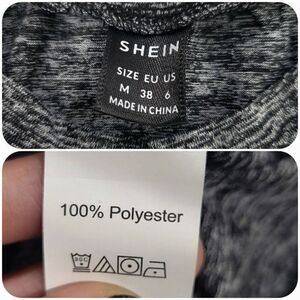 SHEIN
SIZE EU US
M 38 6
MADE IN CHINA
100% Polyester